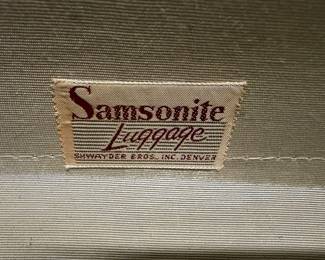 Samsonite
Luggage
SHWAYDER BROS., INC. DENVER